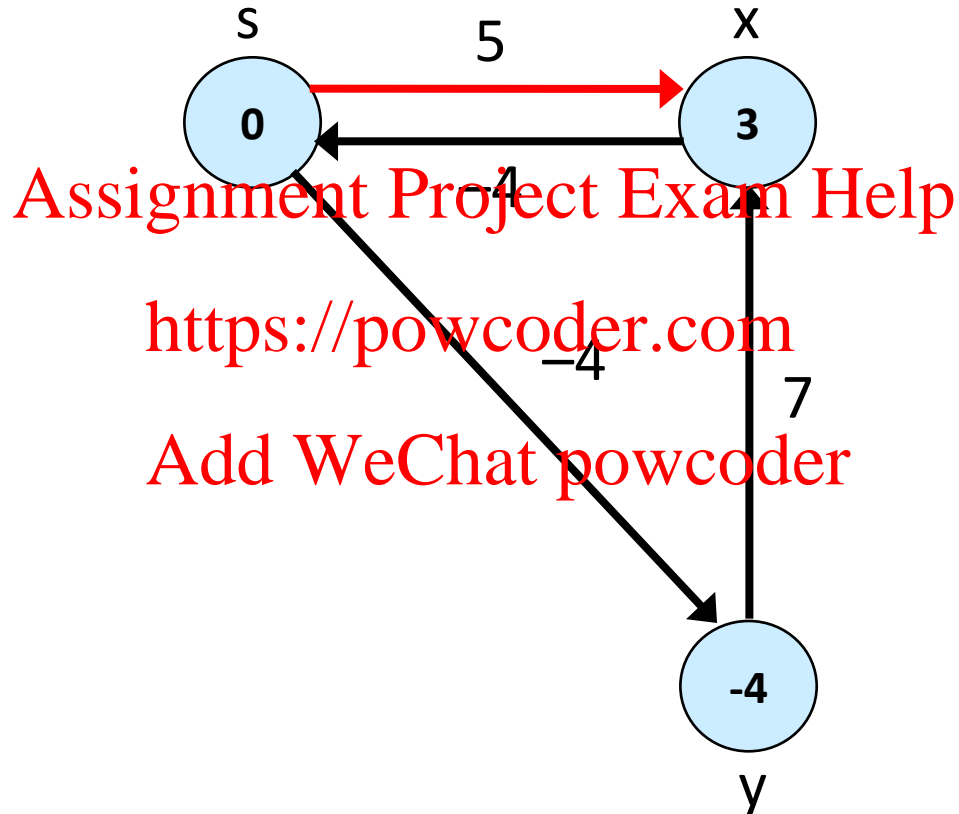 s
5
x
0
3
–4
Assignment Project Exam Help
https://powcoder.com
–4
7
Add WeChat powcoder
-4
y